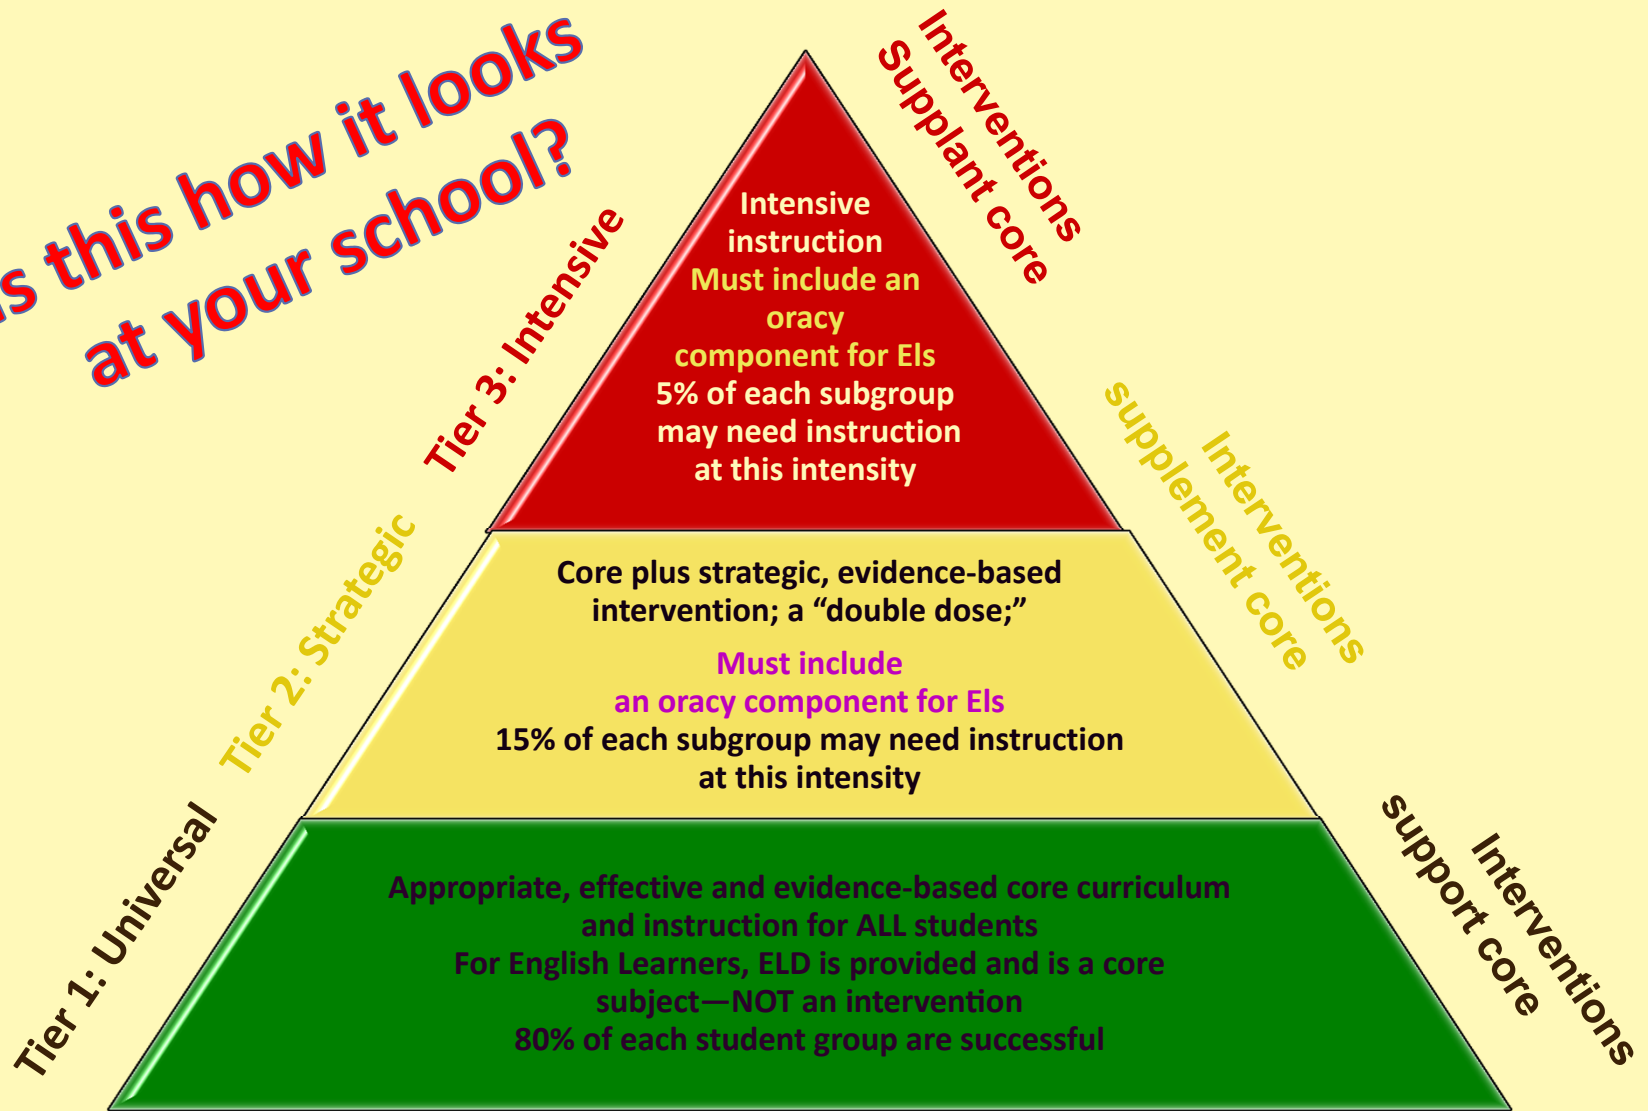 s this how it looks
at your school?
Tier 3: Intensive
Interventions
Supplant core
Intensive
instruction
Must include an
oracy
component for Els
5% of each subgroup
may need instruction
at this intensity
Tier 2: Strategic
Interventions
supplement core
Core plus strategic, evidence-based
intervention; a “double dose;”
Must include
an oracy component for Els
15% of each subgroup may need instruction
at this intensity
Tier 1: Universal
Interventions
support core
Appropriate, effective and evidence-based core curriculum
and instruction for ALL students
For English Learners, ELD is provided and is a core
subject—NOT an intervention
80% of each student group are successful